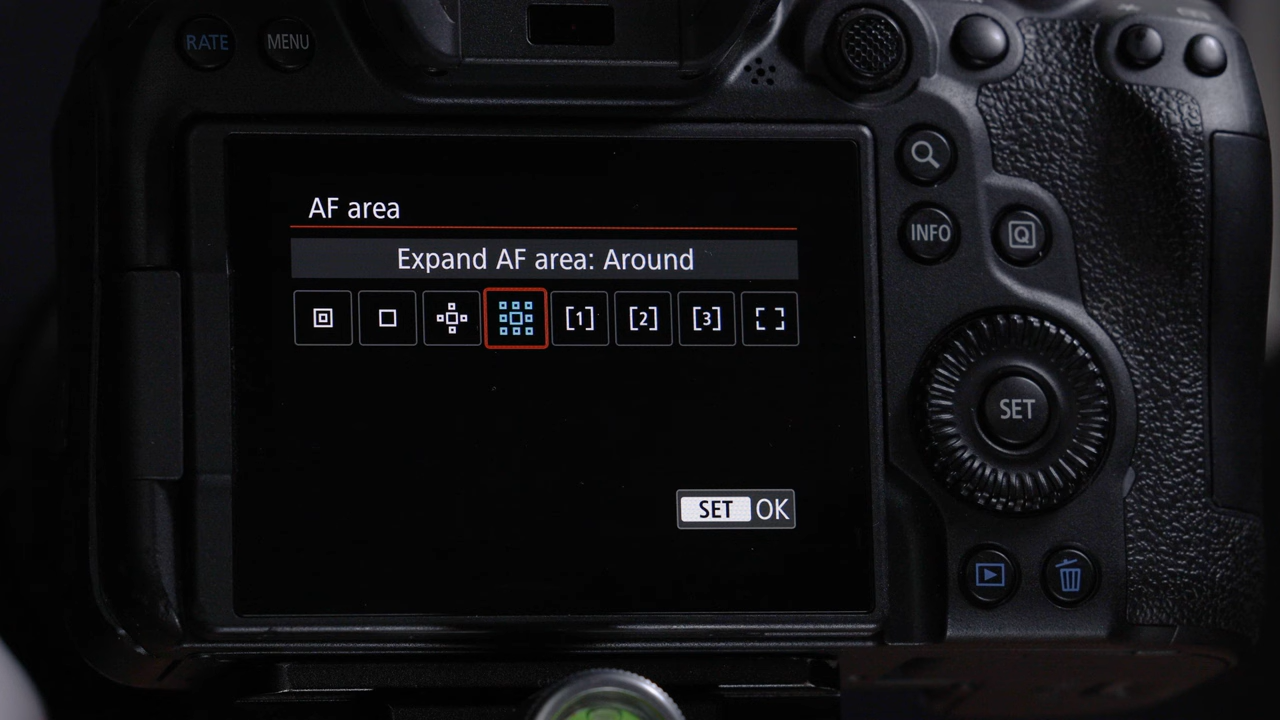 RATE MENU
AF area
Expand AF area: Around
[1] [2] [3]
SET OK
INFO Q
SET